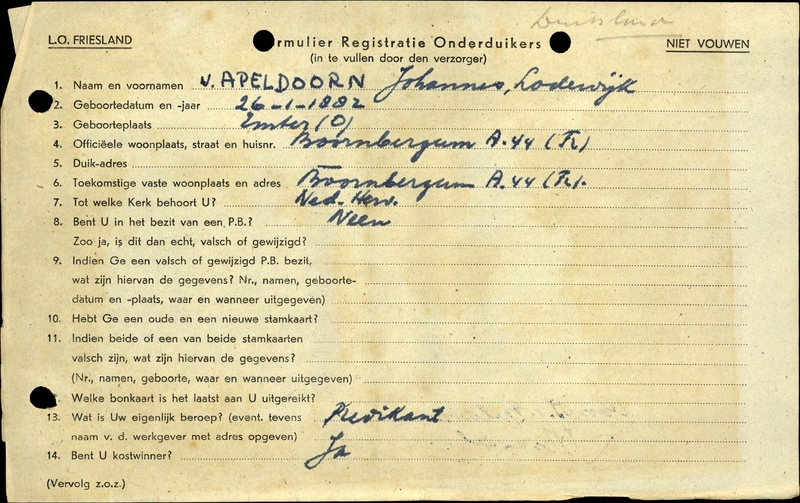 Duitsland
L.O. FRIESLAND
rmulier Registratie Onderduikers
NIET VOUWEN
(in te vullen door den verzorger)
1. Naam en voornamen v. APELDOORN Johannes, Lodewijk
2. Geboortedatum en -jaar 26-1-1892
3. Geboorteplaats Enter (O)
4. Officiëele woonplaats, straat en huisnr. Boornbergum A. 44 (Fr.)
5. Duik-adres
6. Toekomstige vaste woonplaats en adres Boornbergum A. 44 (Fr).
7. Tot welke Kerk behoort U? Ned. Herv.
8. Bent U in het bezit van een P.B.? Neen
Zoo ja, is dit dan echt, valsch of gewijzigd?
9. Indien Ge een valsch of gewijzigd P.B. bezit,
wat zijn hiervan de gegevens? Nr., namen, geboorte-
datum en -plaats, waar en wanneer uitgegeven)
10. Hebt Ge een oude en een nieuwe stamkaart?
11. Indien beide of een van beide stamkaarten
valsch zijn, wat zijn hiervan de gegevens?
(Nr., namen, geboorte, waar en wanneer uitgegeven)
Welke bonkaart is het laatst aan U uitgereikt?
13. Wat is Uw eigenlijk beroep? (event. tevens Predikant
naam v. d. werkgever met adres opgeven)
14. Bent U kostwinner? Ja
(Vervolg z.o.z.)